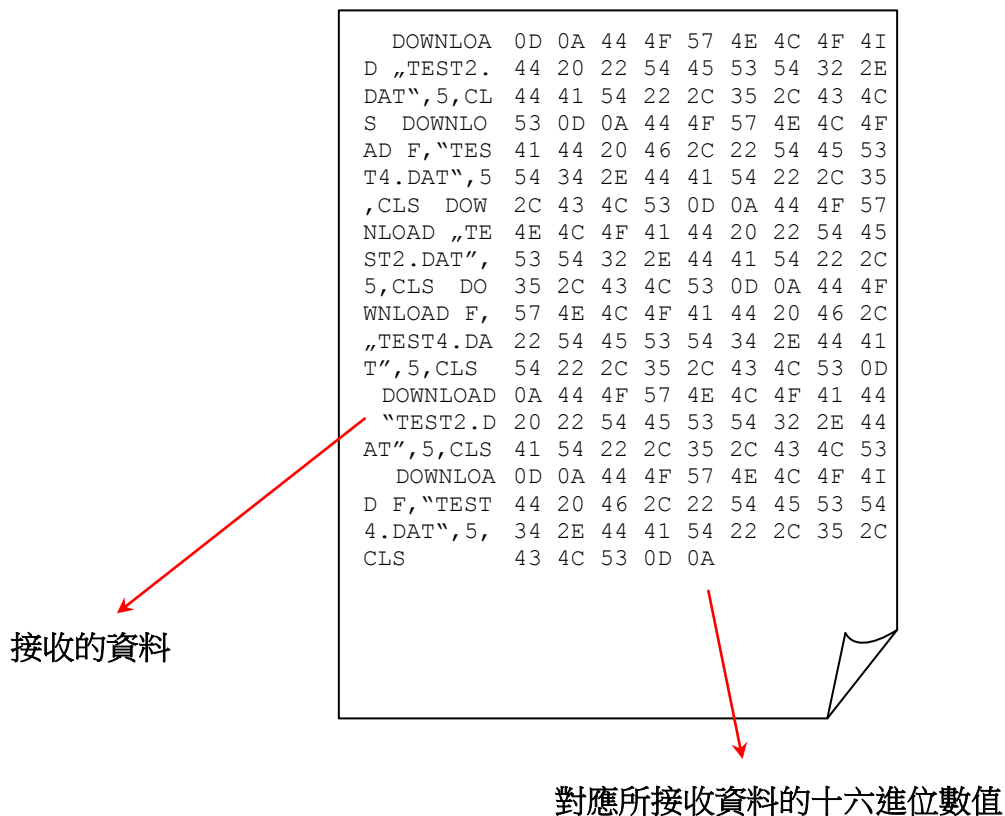 DOWNLOA 0D 0A 44 4F 57 4E 4C 4F 4I
D „TEST2. 44 20 22 54 45 53 54 32 2E
DAT‟,5,CL 44 41 54 22 2C 35 2C 43 4C
S DOWNLO 53 0D 0A 44 4F 57 4E 4C 4F
AD F,‟TES 41 44 20 46 2C 22 54 45 53
T4.DAT‟,5 54 34 2E 44 41 54 22 2C 35
,CLS DOW 2C 43 4C 53 0D 0A 44 4F 57
NLOAD „TE 4E 4C 4F 41 44 20 22 54 45
ST2.DAT″, 53 54 32 2E 44 41 54 22 2C
5,CLS DO 35 2C 43 4C 53 0D 0A 44 4F
WNLOAD F, 57 4E 4C 4F 41 44 20 46 2C
„TEST4.DA 22 54 45 53 54 34 2E 44 41
T″,5,CLS 54 22 2C 35 2C 43 4C 53 0D
DOWNLOAD 0A 44 4F 57 4E 4C 4F 41 44
‟TEST2.D 20 22 54 45 53 54 32 2E 44
AT″,5,CLS 41 54 22 2C 35 2C 43 4C 53
DOWNLOA 0D 0A 44 4F 57 4E 4C 4F 4I
D F,‟TEST 44 20 46 2C 22 54 45 53 54
4.DAT‟,5, 34 2E 44 41 54 22 2C 35 2C
CLS 43 4C 53 0D 0A
接收的資料
對應所接收資料的十六進位數值